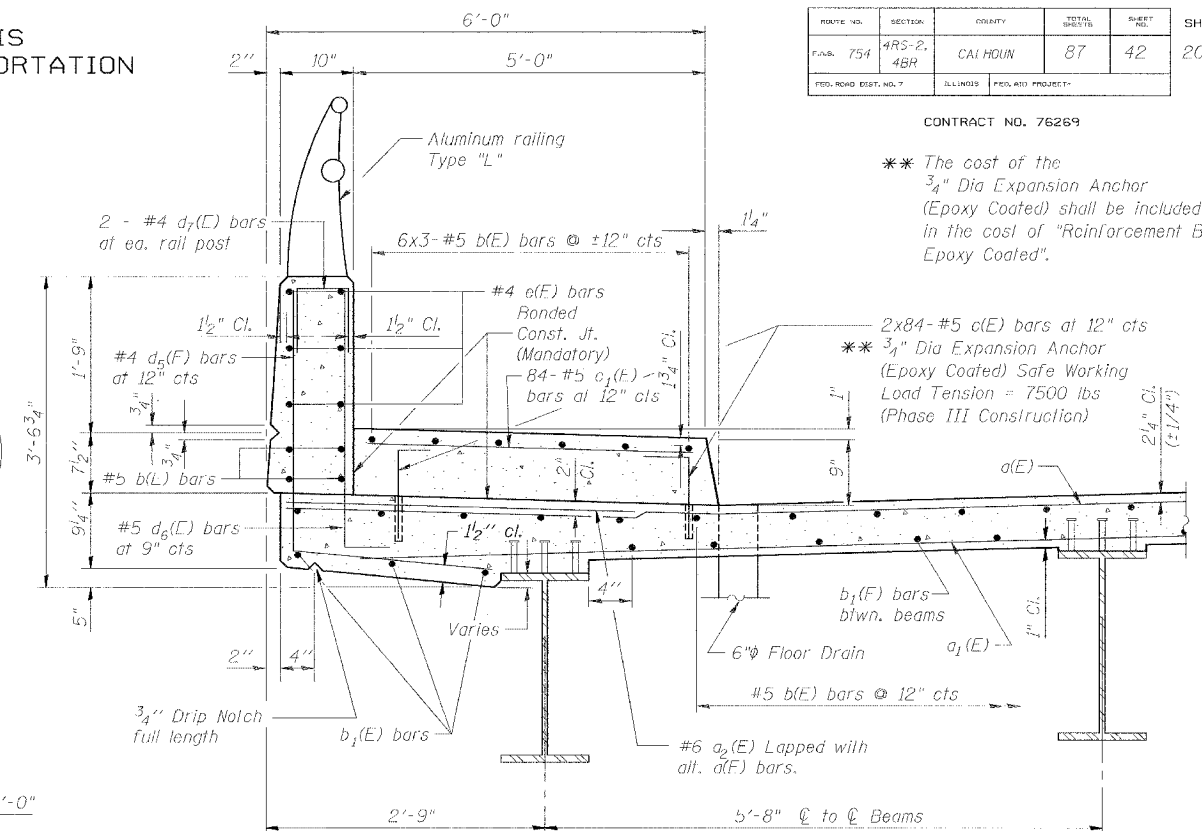 IS
ORTATION
ROUTE NO. SECTION COUNTY TOTAL SHEETS SHEET NO. SH
F.A.S. 754 4RS-2, 4BR CALHOUN 87 42 20
FED. ROAD DIST. NO. 7 ILLINOIS FED. AID PROJECT-
CONTRACT NO. 76269
** The cost of the
3/4" Dia Expansion Anchor
(Epoxy Coated) shall be included
in the cost of "Reinforcement B
Epoxy Coated".
6'-0"
2"
10"
5'-0"
Aluminum railing
Type "L"
2 - #4 d7(E) bars
at ea. rail post
6x3-#5 b(E) bars @ ±12" cts
1 1/4"
#4 e(E) bars
Bonded
Const. Jt.
(Mandatory)
84-#5 c1(E)
bars at 12" cts
1 1/2" Cl.
1 1/2" Cl.
1 3/4" Cl.
2x84-#5 c(E) bars at 12" cts
** 3/4" Dia Expansion Anchor
(Epoxy Coated) Safe Working
Load Tension = 7500 lbs
(Phase III Construction)
#4 d5(E) bars
at 12" cts
1'-9"
3/4"
3/4"
7 1/2"
3'-6 3/4"
9 1/4"
5"
#5 b(E) bars
#5 d6(E) bars
at 9" cts
2" Cl.
1"
9"
2 1/4" Cl.
(±1/4")
a(E)
1 1/2" cl.
4"
Varies
b1(E) bars
btwn. beams
a1(E)
1" Cl.
6"φ Floor Drain
#5 b(E) bars @ 12" cts
2"
4"
3/4" Drip Notch
full length
b1(E) bars
#6 a2(E) Lapped with
alt. a(E) bars.
'-0"
2'-9"
5'-8" ℄ to ℄ Beams